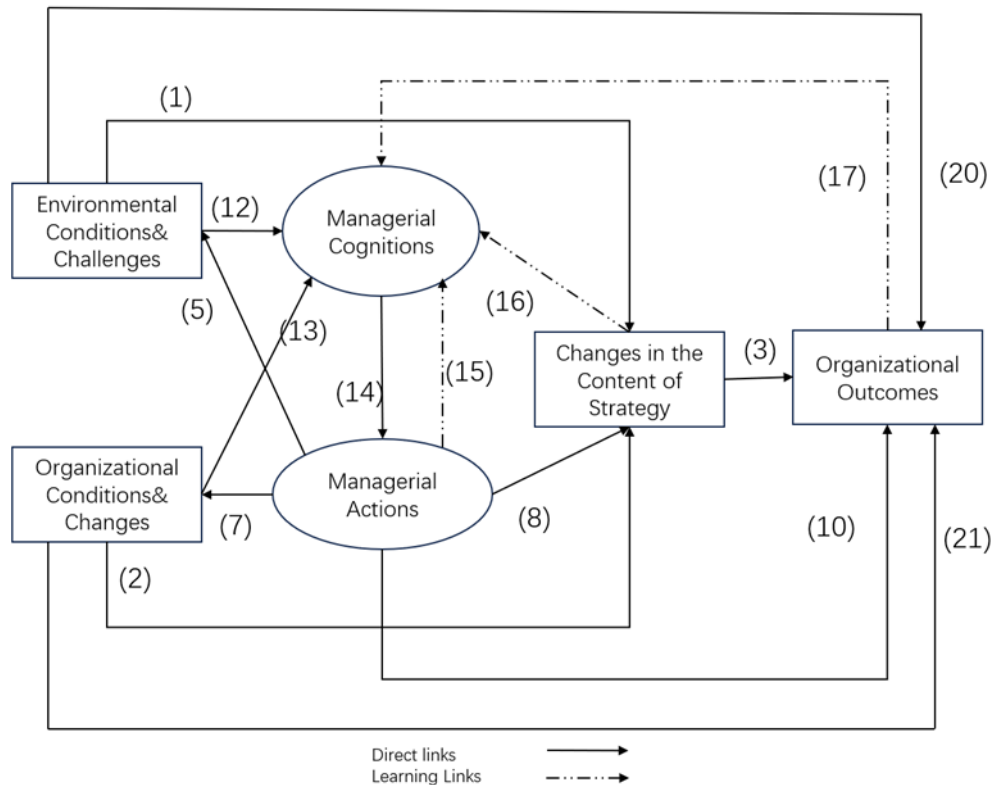 (1)
(17)
(20)
Environmental
Conditions&
Challenges
(12)
Managerial
Cognitions
(5)
(13)
(16)
(14)
(15)
Changes in the
Content of
Strategy
(3)
Organizational
Outcomes
Organizational
Conditions&
Changes
(7)
Managerial
Actions
(8)
(10)
(21)
(2)
Direct links
Learning Links